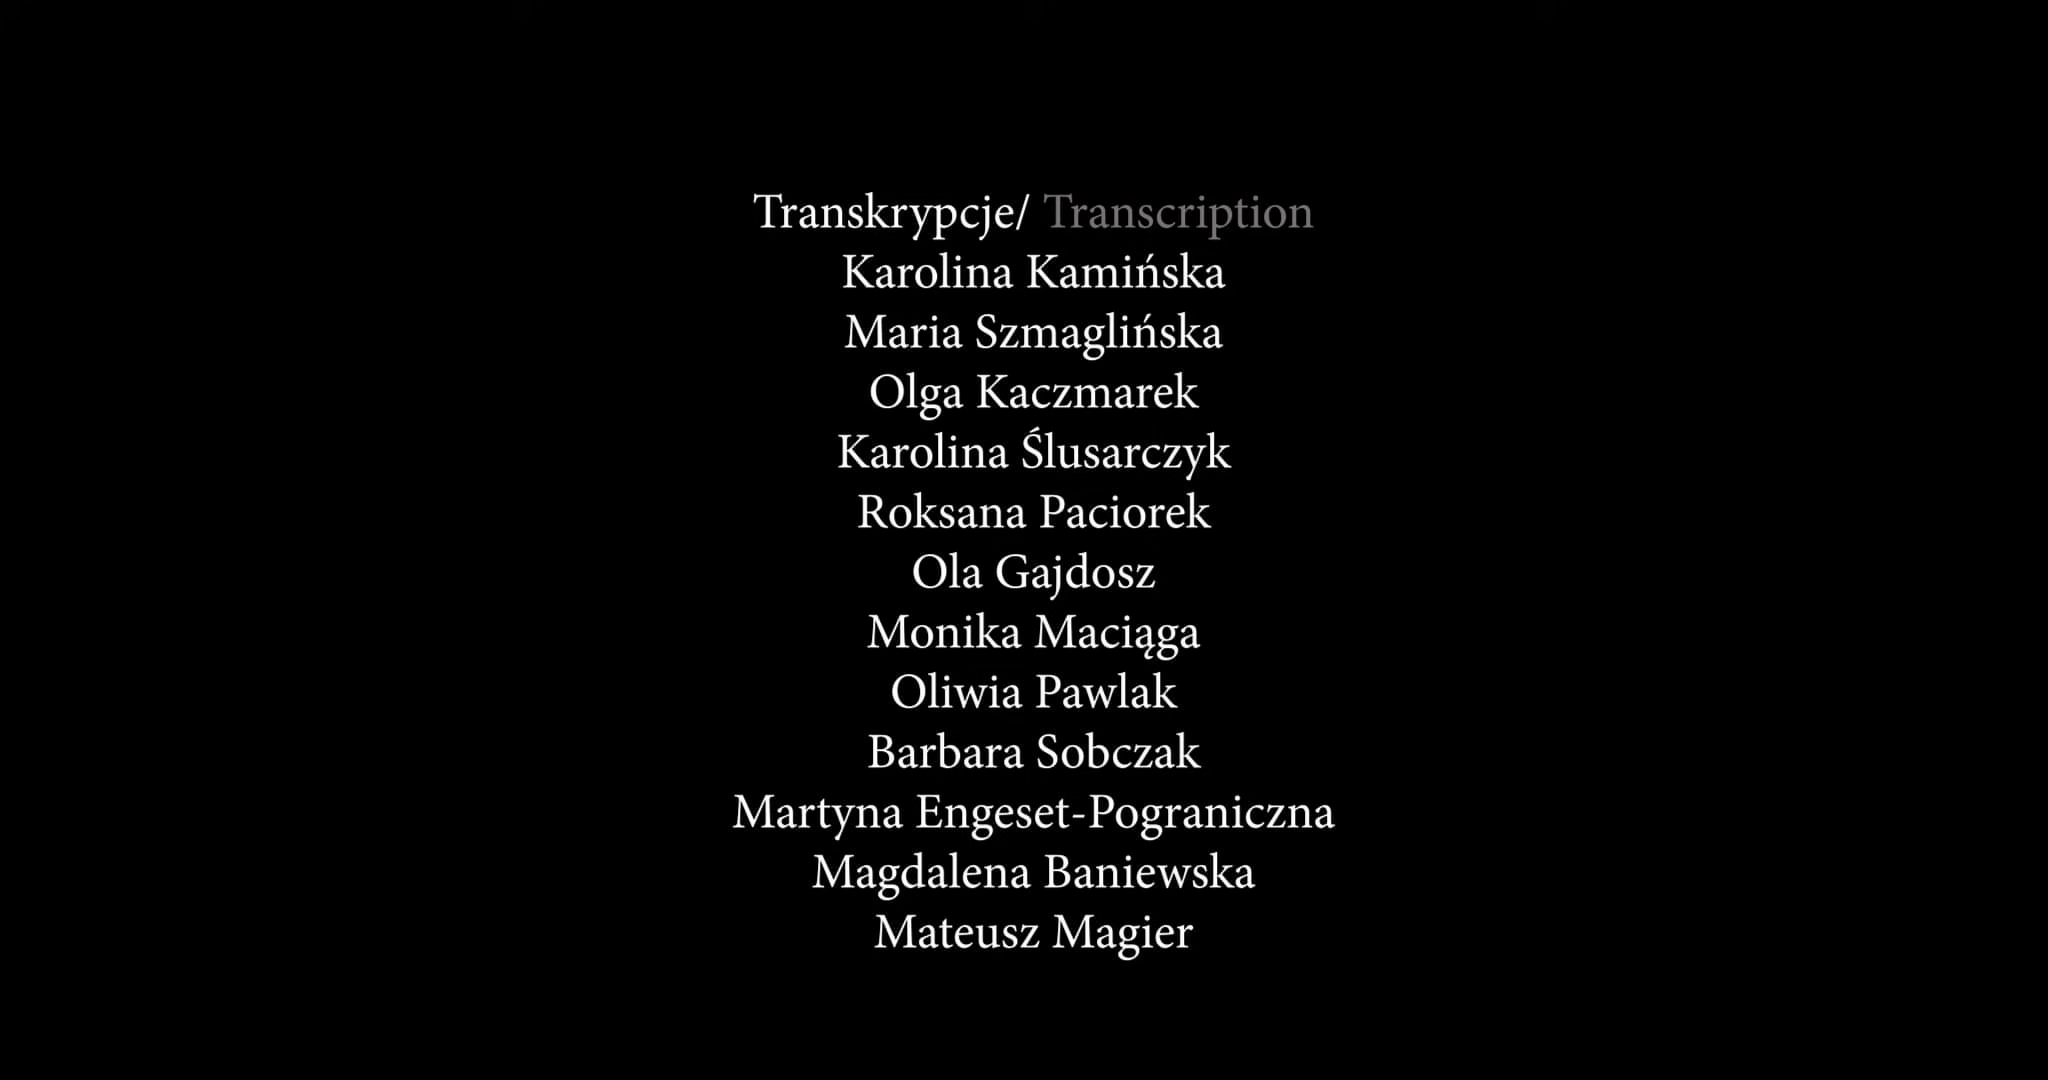 Transkrypcje/ Transcription
Karolina Kamińska
Maria Szmaglińska
Olga Kaczmarek
Karolina Ślusarczyk
Roksana Paciorek
Ola Gajdosz
Monika Maciąga
Oliwia Pawlak
Barbara Sobczak
Martyna Engeset-Pograniczna
Magdalena Baniewska
Mateusz Magier